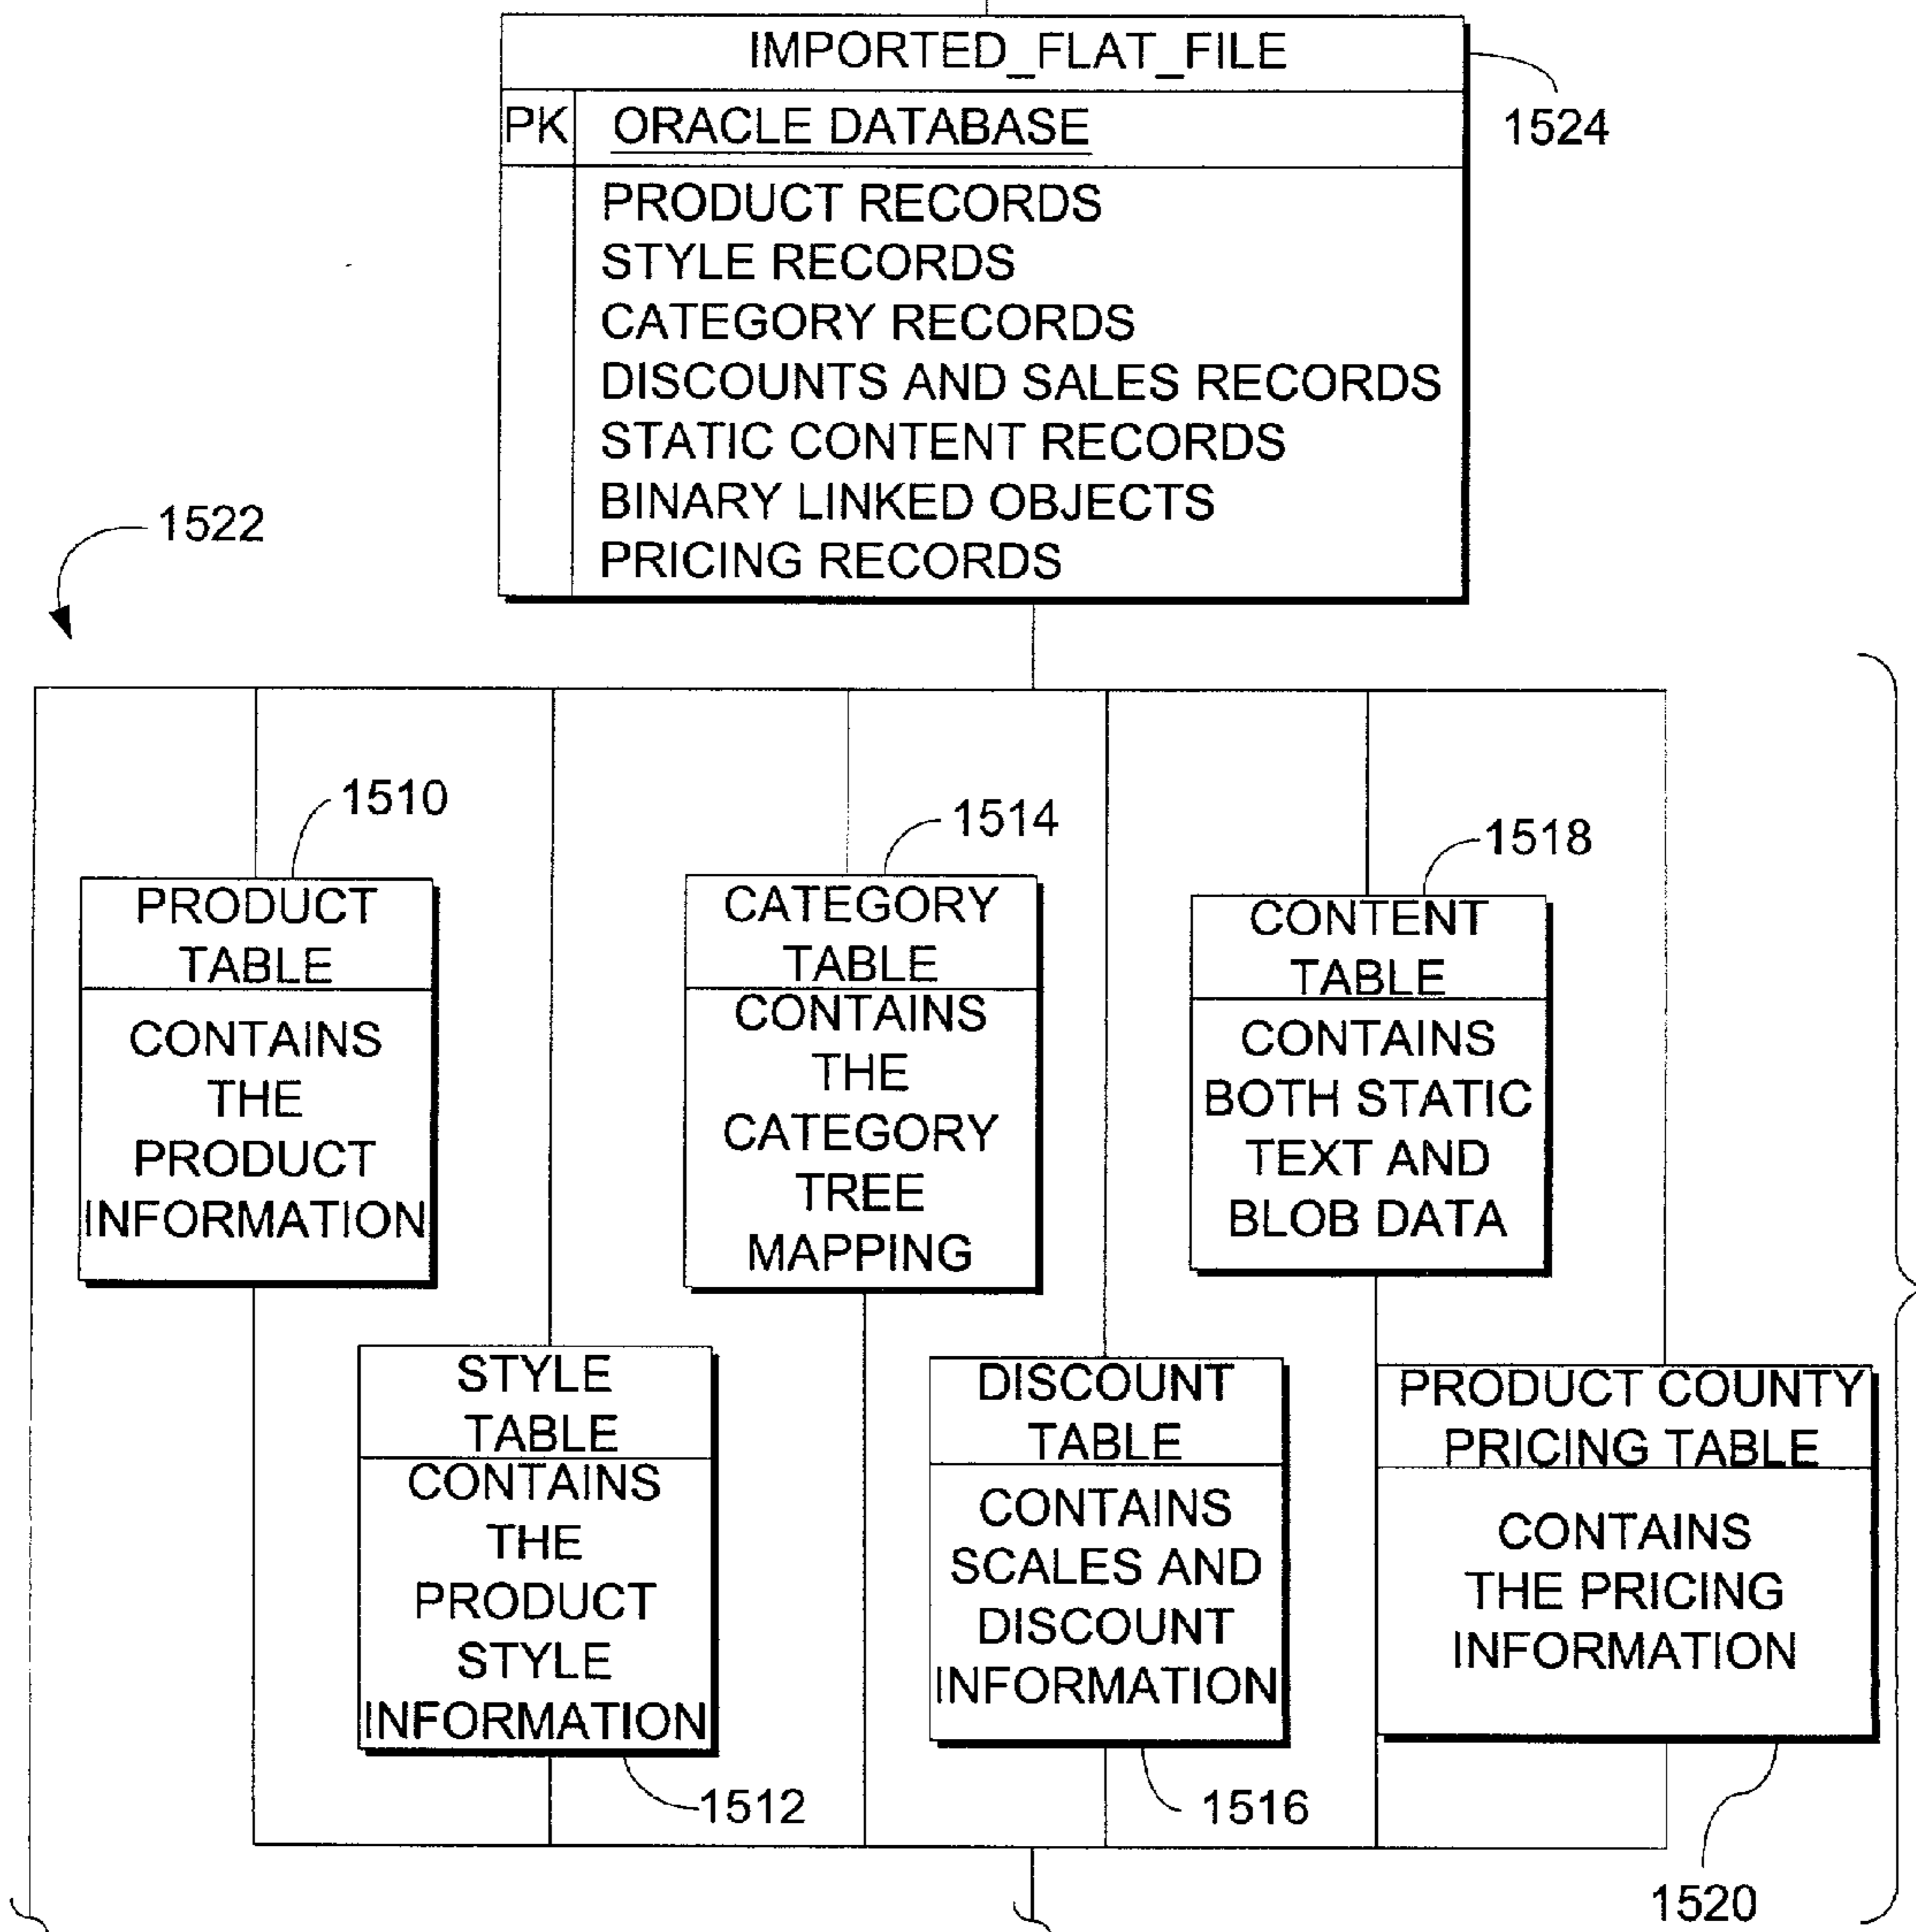 IMPORTED_FLAT_FILE
1524
PK ORACLE DATABASE
PRODUCT RECORDS
STYLE RECORDS
CATEGORY RECORDS
DISCOUNTS AND SALES RECORDS
STATIC CONTENT RECORDS
BINARY LINKED OBJECTS
PRICING RECORDS
1522
1510
PRODUCT
TABLE
CONTAINS
THE
PRODUCT
INFORMATION
1514
CATEGORY
TABLE
CONTAINS
THE
CATEGORY
TREE
MAPPING
1518
CONTENT
TABLE
CONTAINS
BOTH STATIC
TEXT AND
BLOB DATA
STYLE
TABLE
CONTAINS
THE
PRODUCT
STYLE
INFORMATION
1512
DISCOUNT
TABLE
CONTAINS
SCALES AND
DISCOUNT
INFORMATION
1516
PRODUCT COUNTY
PRICING TABLE
CONTAINS
THE PRICING
INFORMATION
1520